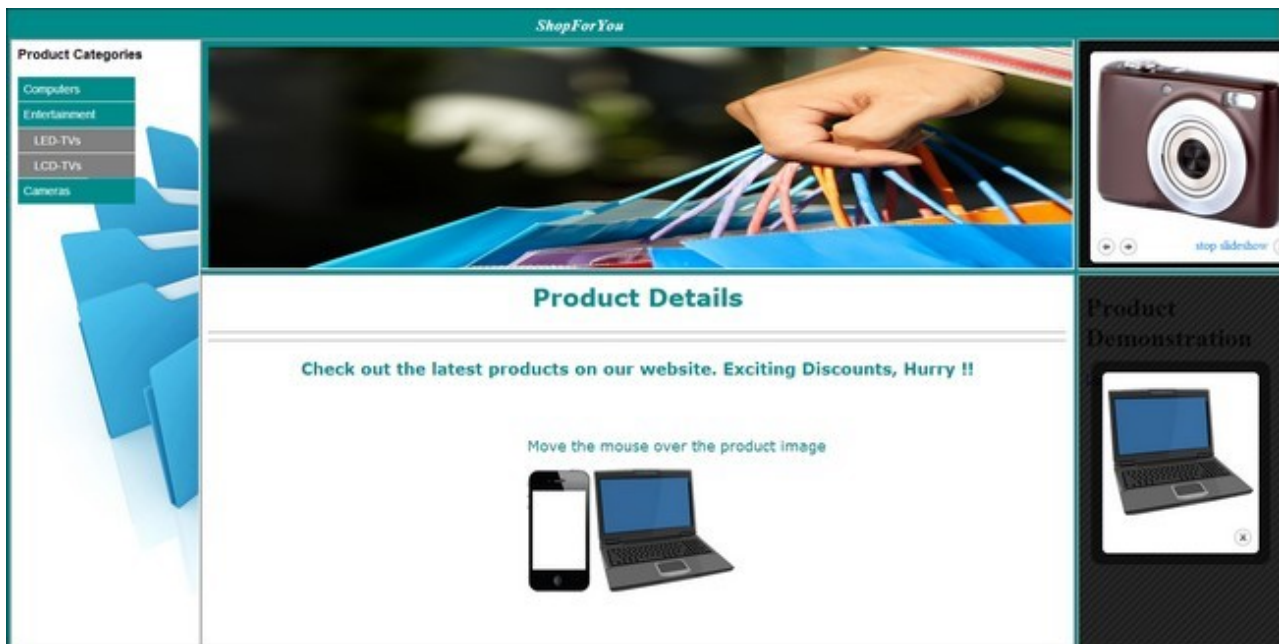 ShopForYou
Product Categories
Computers
Entertainment
LED-TVs
LCD-TVs
Cameras
stop slideshow
Product Details
Check out the latest products on our website. Exciting Discounts, Hurry !!
Move the mouse over the product image
Product
Demonstration
X